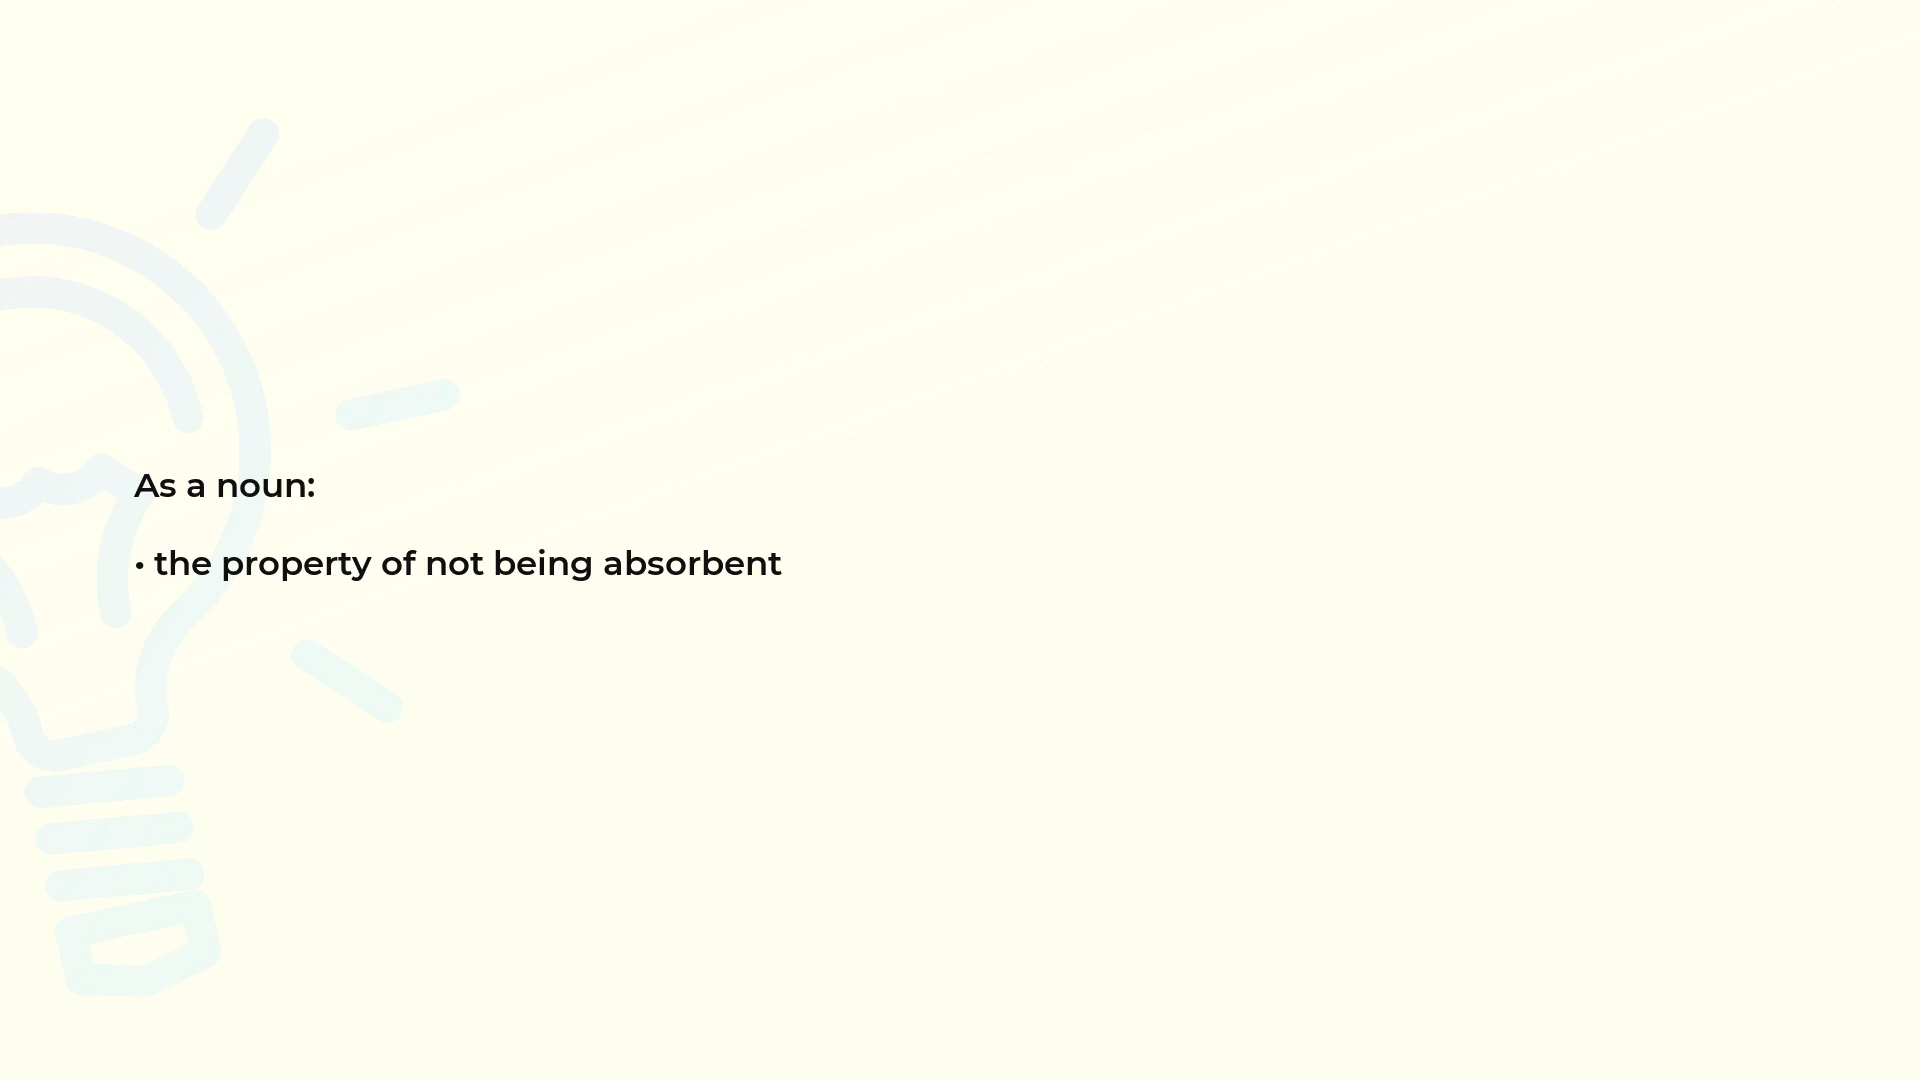 As a noun:
• the property of not being absorbent